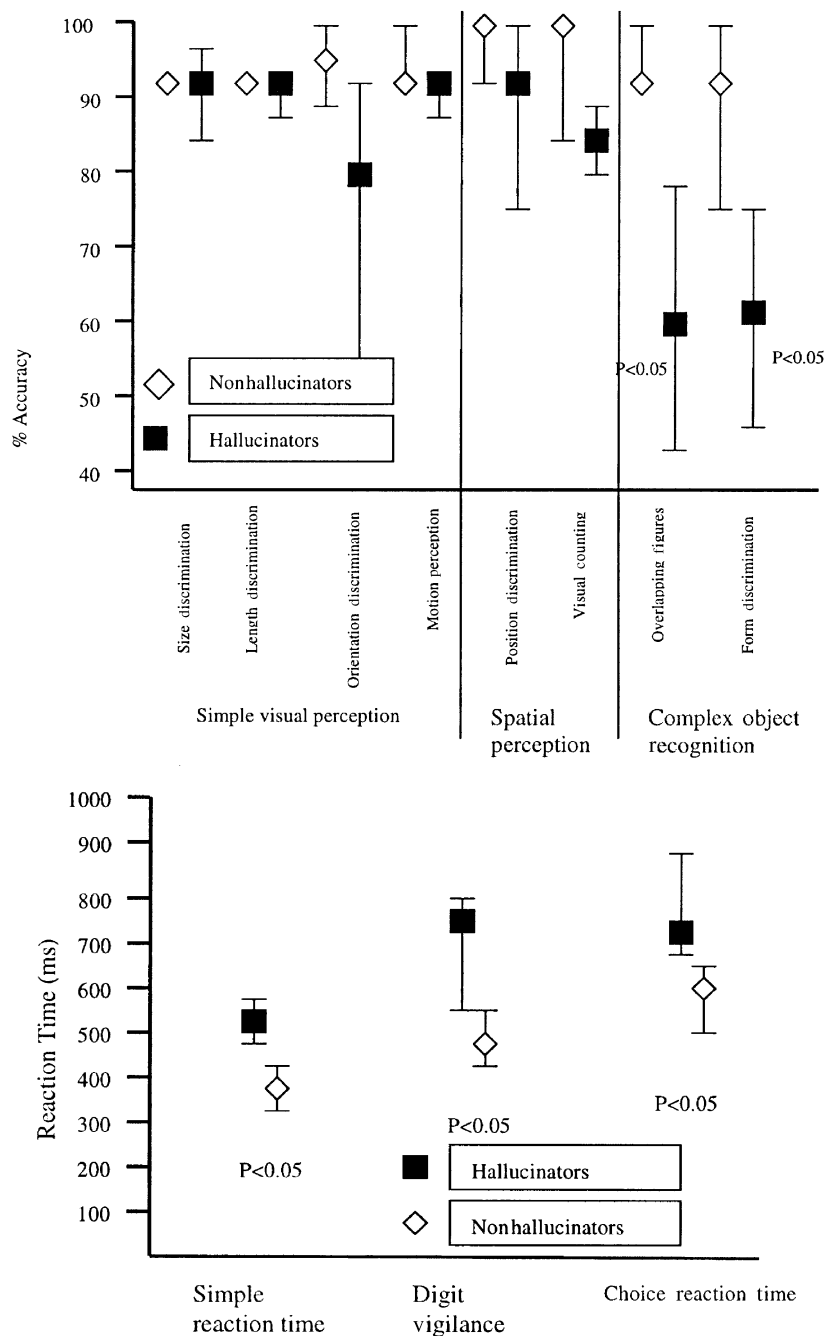 100
90
80
70
60
50
40
% Accuracy
Nonhallucinators
Hallucinators
P<0.05
P<0.05
Size discrimination
Length discrimination
Orientation discrimination
Motion perception
Position discrimination
Visual counting
Overlapping figures
Form discrimination
Simple visual perception
Spatial
perception
Complex object
recognition
1000
900
800
700
600
500
400
300
200
100
Reaction Time (ms)
P<0.05
P<0.05
P<0.05
Hallucinators
Nonhallucinators
Simple
reaction time
Digit
vigilance
Choice reaction time